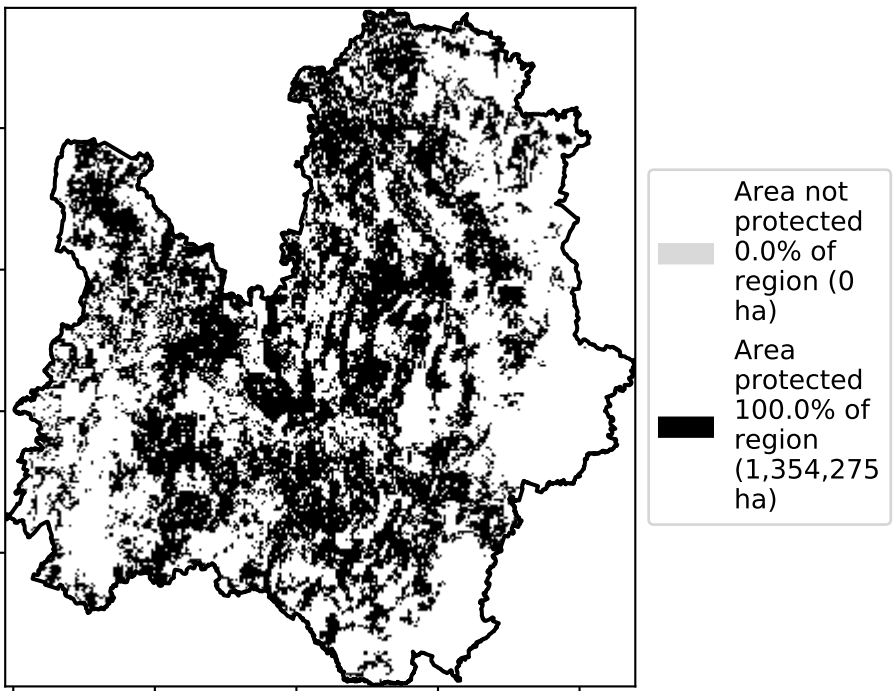 Area not
protected
0.0% of
region (0
ha)
Area
protected
100.0% of
region
(1,354,275
ha)